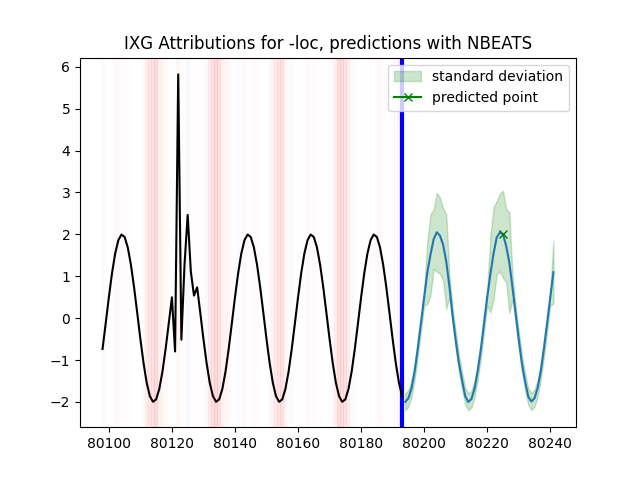 IXG Attributions for -loc, predictions with NBEATS
standard deviation
predicted point
6
5
4
3
2
1
0
−1
−2
80100 80120 80140 80160 80180 80200 80220 80240